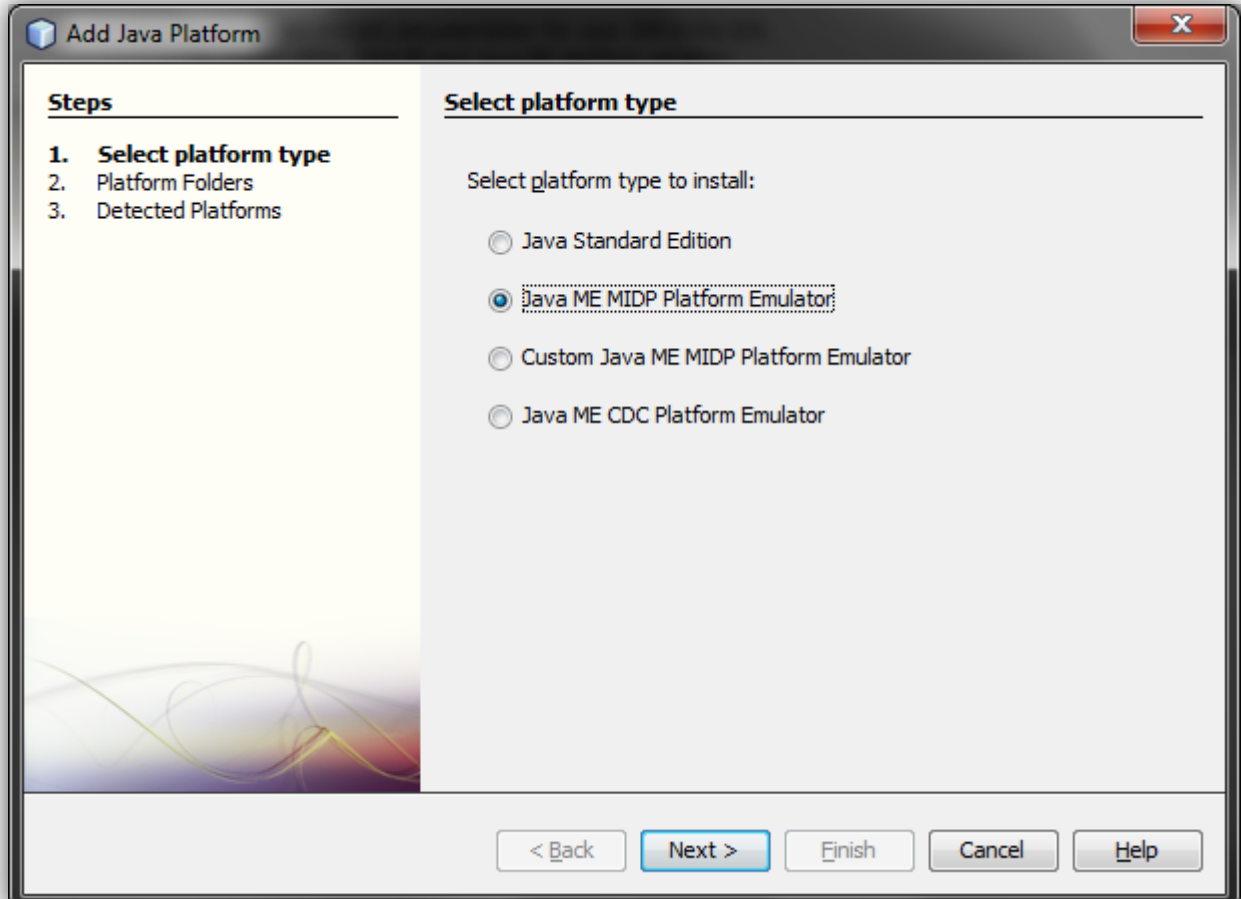 Add Java Platform
Steps
1. Select platform type
2. Platform Folders
3. Detected Platforms
Select platform type
Select platform type to install:
Java Standard Edition
Java ME MIDP Platform Emulator
Custom Java ME MIDP Platform Emulator
Java ME CDC Platform Emulator
< Back Next > Finish Cancel Help